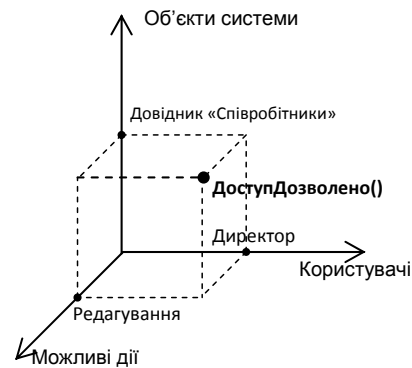 Об’єкти системи
Довідник «Співробітники»
ДоступДозволено()
Директор
Користувачі
Редагування
Можливі дії